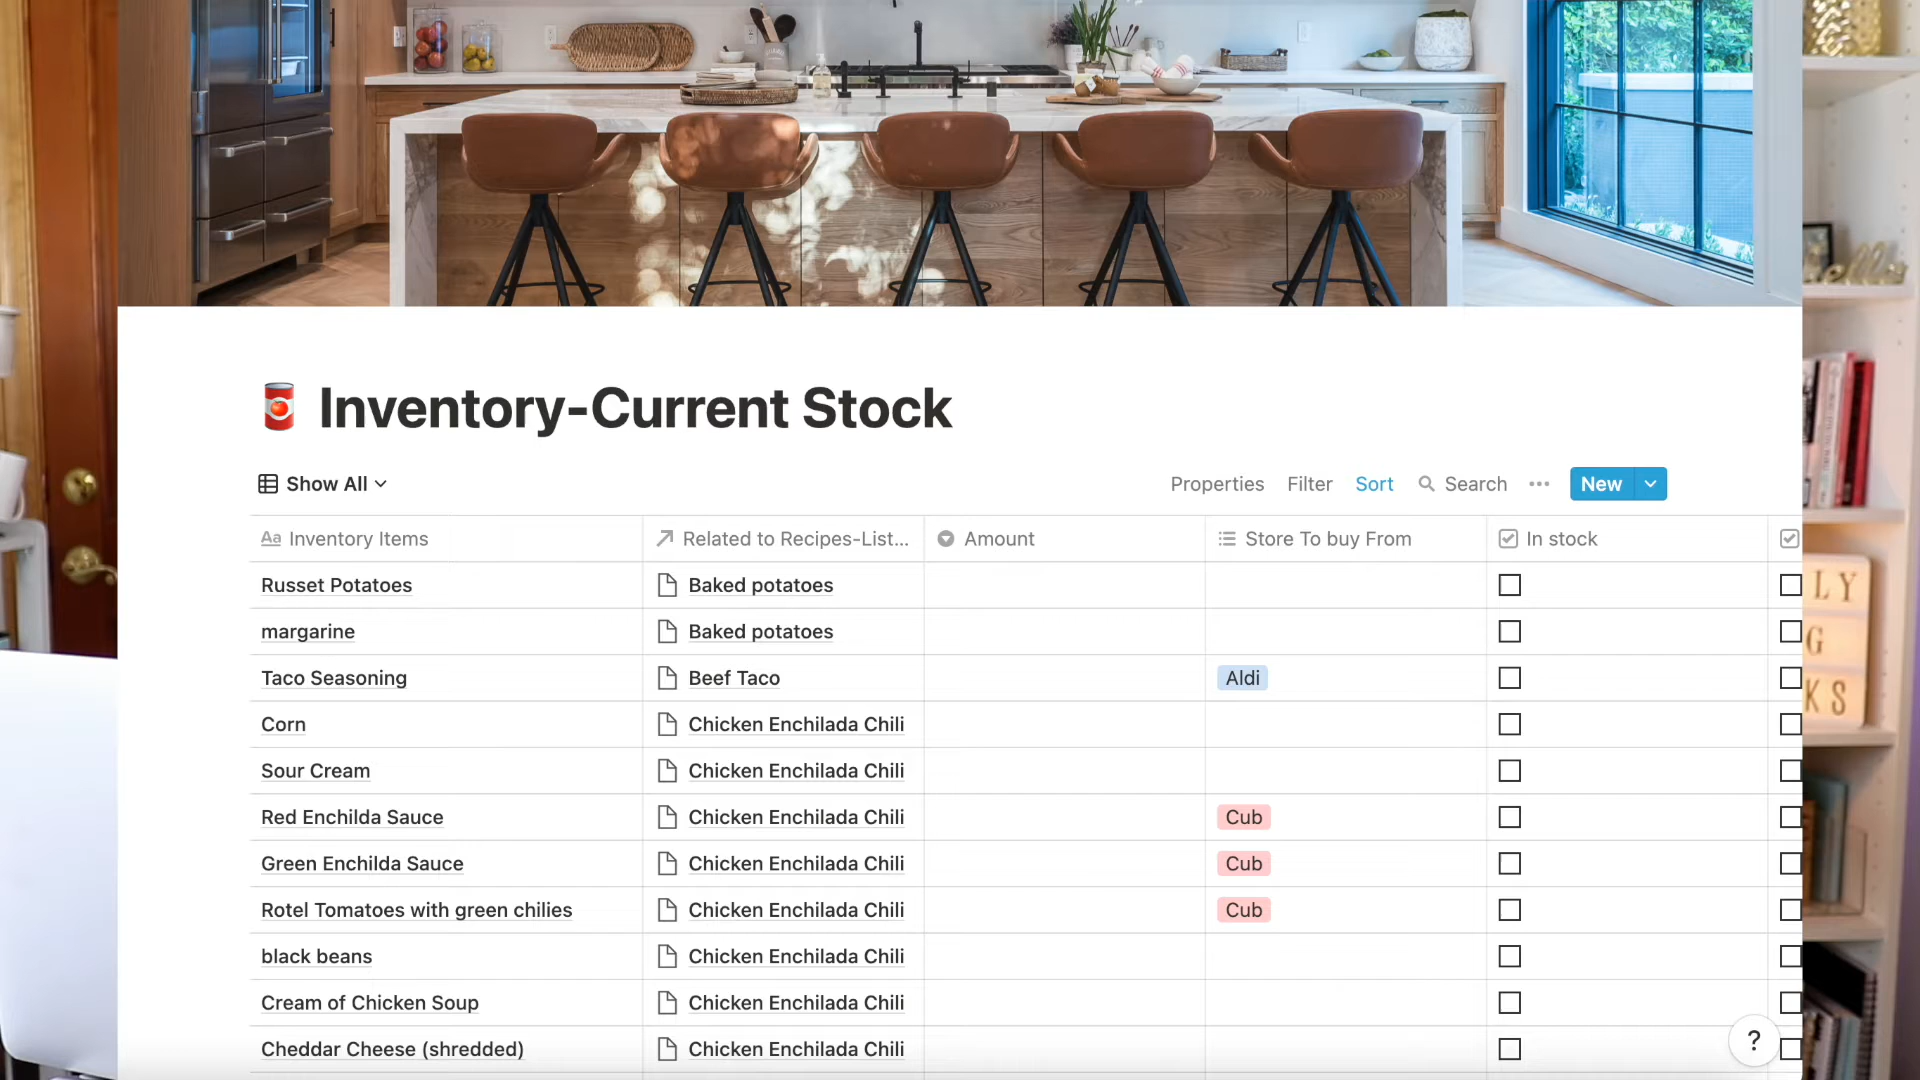 Inventory-Current Stock
Show All
Properties Filter Sort Search ... New
Aa Inventory Items Related to Recipes-List... Amount Store To buy From In stock
Russet Potatoes Baked potatoes
margarine Baked potatoes
Taco Seasoning Beef Taco Aldi
Corn Chicken Enchilada Chili
Sour Cream Chicken Enchilada Chili
Red Enchilda Sauce Chicken Enchilada Chili Cub
Green Enchilda Sauce Chicken Enchilada Chili Cub
Rotel Tomatoes with green chilies Chicken Enchilada Chili Cub
black beans Chicken Enchilada Chili
Cream of Chicken Soup Chicken Enchilada Chili
Cheddar Cheese (shredded) Chicken Enchilada Chili
?
hello
LY
G
KS